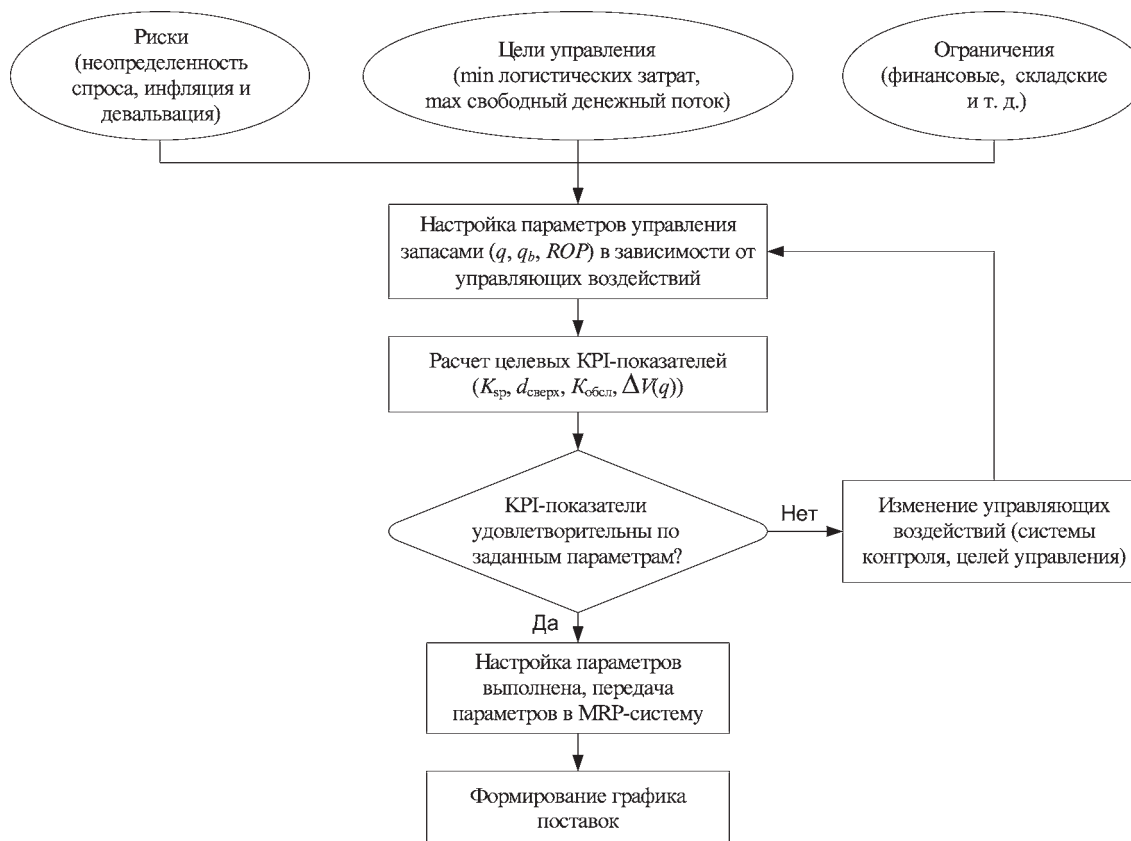 Риски
(неопределенность
спроса, инфляция и
девальвация)
Цели управления
(min логистических затрат,
max свободный денежный поток)
Ограничения
(финансовые, складские
и т. д.)
Настройка параметров управления
запасами (q, q_b, ROP) в зависимости от
управляющих воздействий
Расчет целевых KPI-показателей
(K_sp, d_сверх, K_обсл, ΔV(q))
KPI-показатели
удовлетворительны по
заданным параметрам?
Нет
Изменение управляющих
воздействий (системы
контроля, целей управления)
Да
Настройка параметров
выполнена, передача
параметров в MRP-систему
Формирование графика
поставок